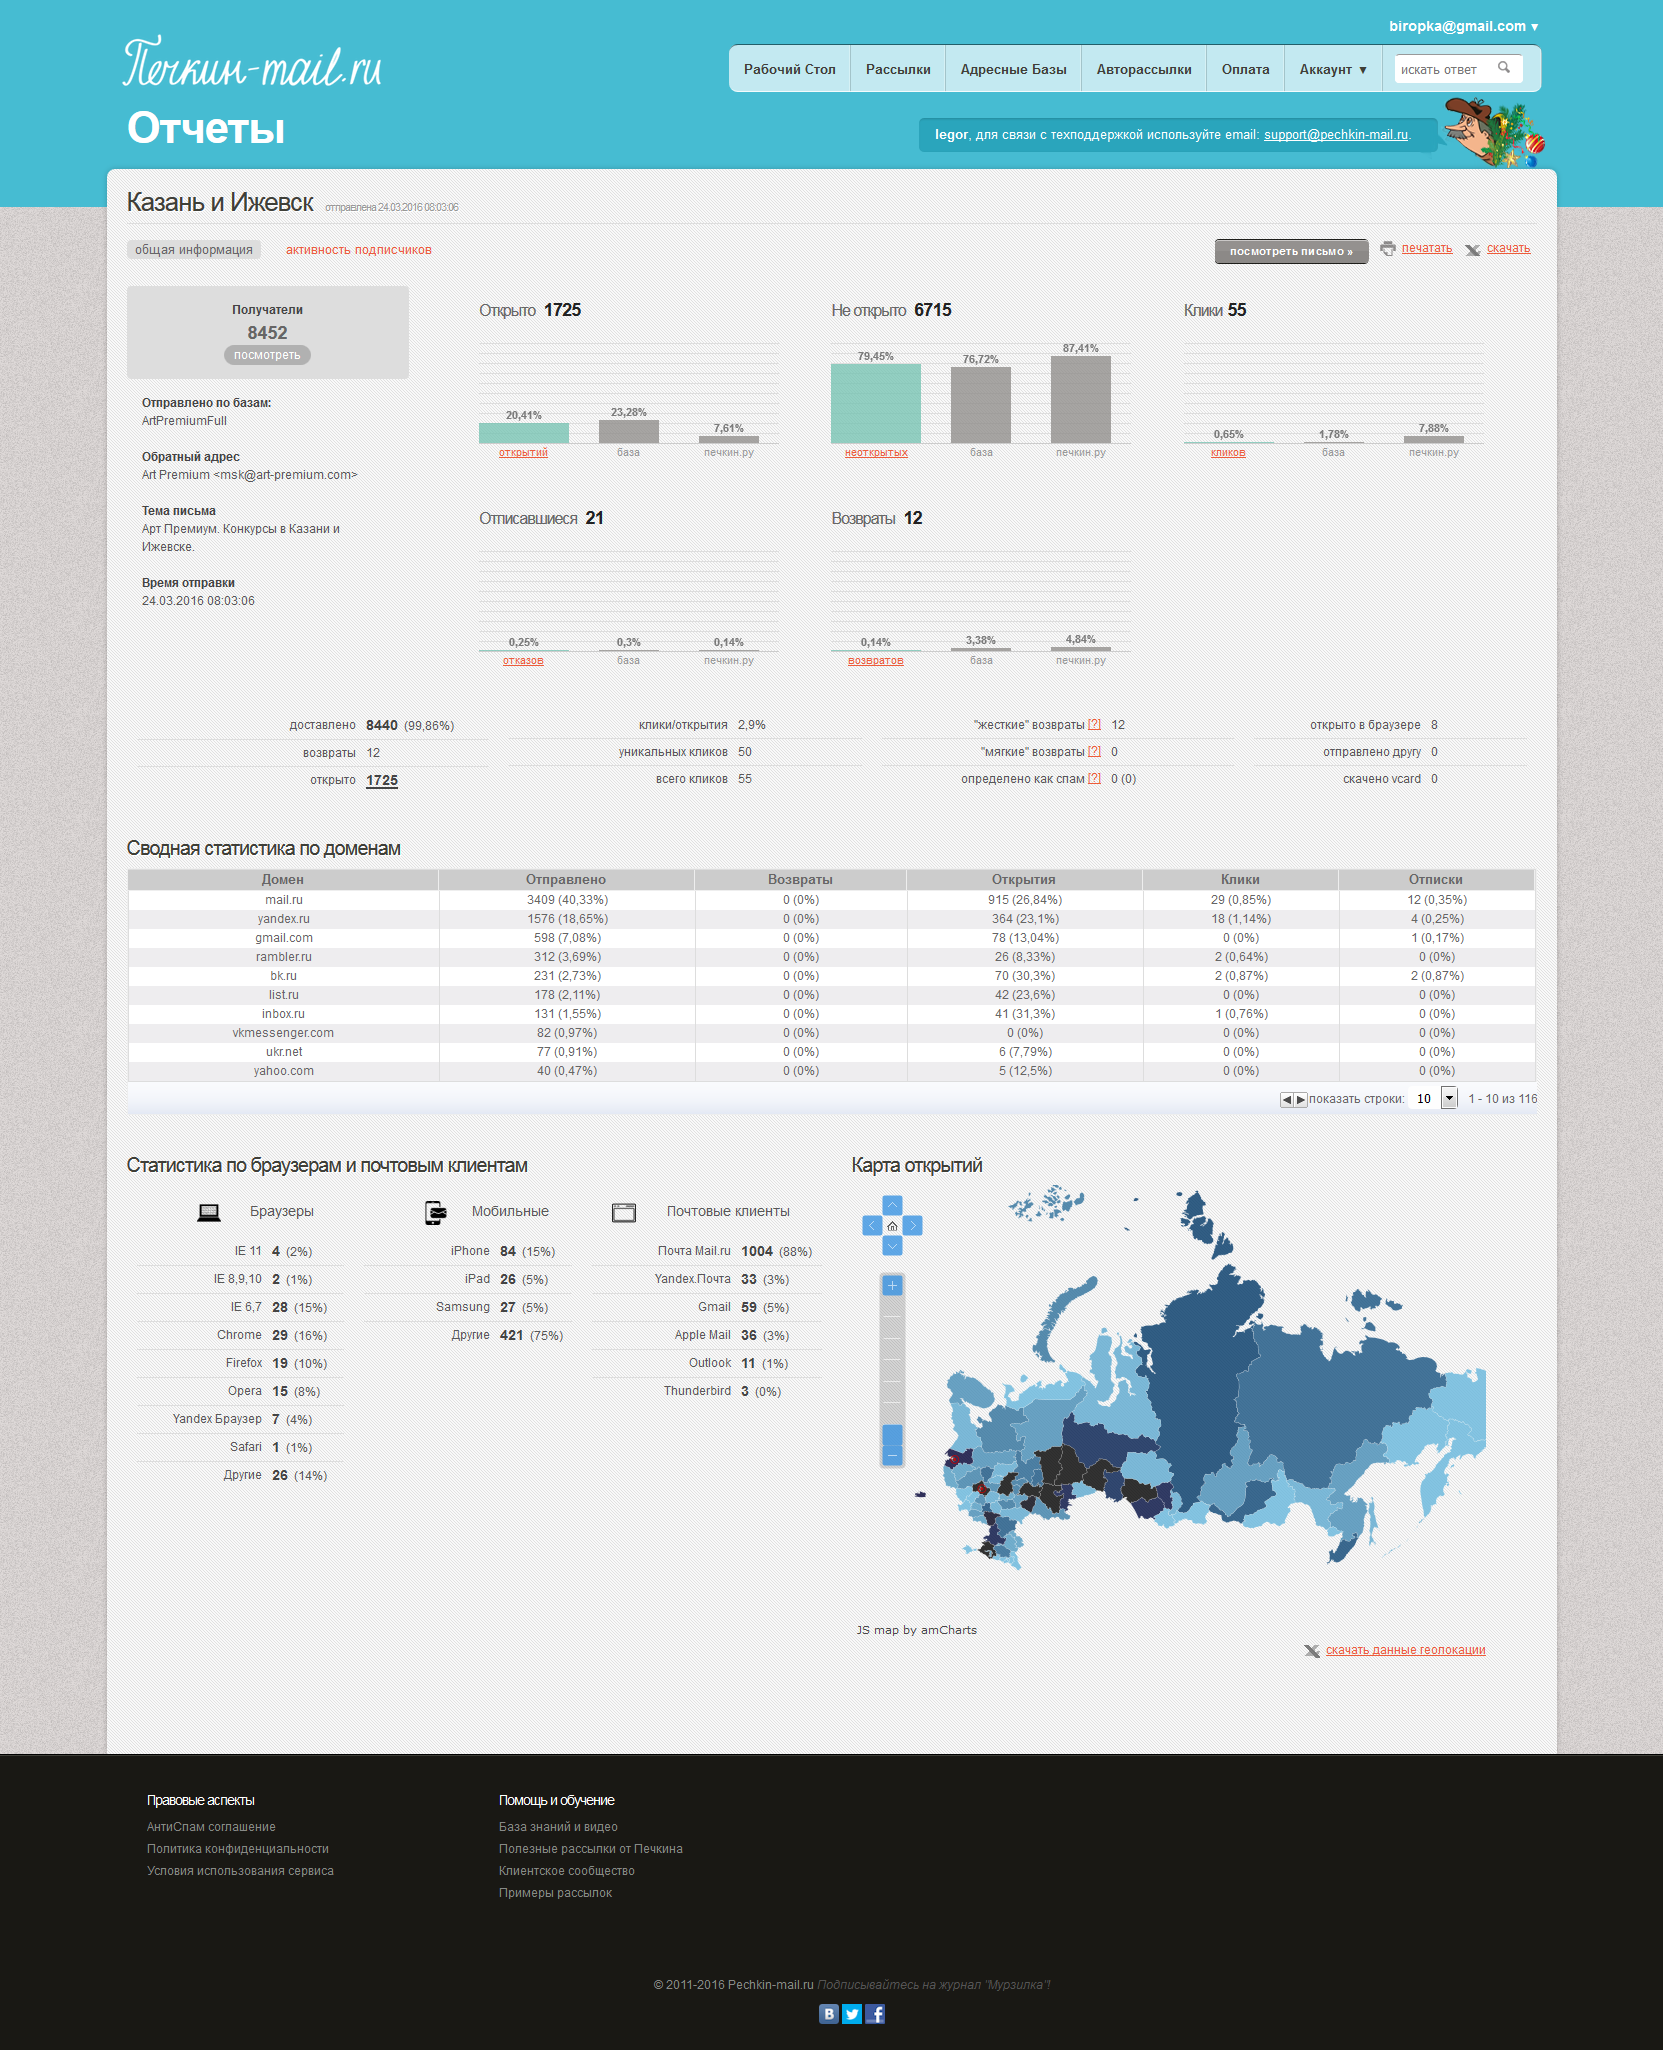 biropka@gmail.com ▼
Печкин-mail.ru
Рабочий Стол
Рассылки
Адресные Базы
Авторассылки
Оплата
Аккаунт ▼
искать ответ
Отчеты
Iegor, для связи с техподдержкой используйте email: support@pechkin-mail.ru.
Казань и Ижевск отправлена 24.03.2016 08:03:06
общая информация
активность подписчиков
посмотреть письмо »
печатать
скачать
Получатели
8452
посмотреть
Отправлено по базам:
ArtPremiumFull
Обратный адрес
Art Premium <msk@art-premium.com>
Тема письма
Арт Премиум. Конкурсы в Казани и
Ижевске.
Время отправки
24.03.2016 08:03:06
Открыто 1725
20,41%
23,28%
7,61%
открытий
база
печкин.ру
Не открыто 6715
79,45%
76,72%
87,41%
неоткрытых
база
печкин.ру
Клики 55
0,65%
1,78%
7,88%
кликов
база
печкин.ру
Отписавшиеся 21
0,25%
0,3%
0,14%
отказов
база
печкин.ру
Возвраты 12
0,14%
3,38%
4,84%
возвратов
база
печкин.ру
доставлено 8440 (99,86%)
возвраты 12
открыто 1725
клики/открытия 2,9%
уникальных кликов 50
всего кликов 55
"жесткие" возвраты [?] 12
"мягкие" возвраты [?] 0
определено как спам [?] 0 (0)
открыто в браузере 8
отправлено другу 0
скачено vcard 0
Сводная статистика по доменам
Домен Отправлено Возвраты Открытия Клики Отписки
mail.ru 3409 (40,33%) 0 (0%) 915 (26,84%) 29 (0,85%) 12 (0,35%)
yandex.ru 1576 (18,65%) 0 (0%) 364 (23,1%) 18 (1,14%) 4 (0,25%)
gmail.com 598 (7,08%) 0 (0%) 78 (13,04%) 0 (0%) 1 (0,17%)
rambler.ru 312 (3,69%) 0 (0%) 26 (8,33%) 2 (0,64%) 0 (0%)
bk.ru 231 (2,73%) 0 (0%) 70 (30,3%) 2 (0,87%) 2 (0,87%)
list.ru 178 (2,11%) 0 (0%) 42 (23,6%) 0 (0%) 0 (0%)
inbox.ru 131 (1,55%) 0 (0%) 41 (31,3%) 1 (0,76%) 0 (0%)
vkmessenger.com 82 (0,97%) 0 (0%) 0 (0%) 0 (0%) 0 (0%)
ukr.net 77 (0,91%) 0 (0%) 6 (7,79%) 0 (0%) 0 (0%)
yahoo.com 40 (0,47%) 0 (0%) 5 (12,5%) 0 (0%) 0 (0%)
показать строки: 10 1 - 10 из 116
Статистика по браузерам и почтовым клиентам
Браузеры
IE 11 4 (2%)
IE 8,9,10 2 (1%)
IE 6,7 28 (15%)
Chrome 29 (16%)
Firefox 19 (10%)
Opera 15 (8%)
Yandex Браузер 7 (4%)
Safari 1 (1%)
Другие 26 (14%)
Мобильные
iPhone 84 (15%)
iPad 26 (5%)
Samsung 27 (5%)
Другие 421 (75%)
Почтовые клиенты
Почта Mail.ru 1004 (88%)
Yandex.Почта 33 (3%)
Gmail 59 (5%)
Apple Mail 36 (3%)
Outlook 11 (1%)
Thunderbird 3 (0%)
Карта открытий
JS map by amCharts
скачать данные геолокации
Правовые аспекты
АнтиСпам соглашение
Политика конфиденциальности
Условия использования сервиса
Помощь и обучение
База знаний и видео
Полезные рассылки от Печкина
Клиентское сообщество
Примеры рассылок
© 2011-2016 Pechkin-mail.ru Подписывайтесь на журнал "Мурзилка"!